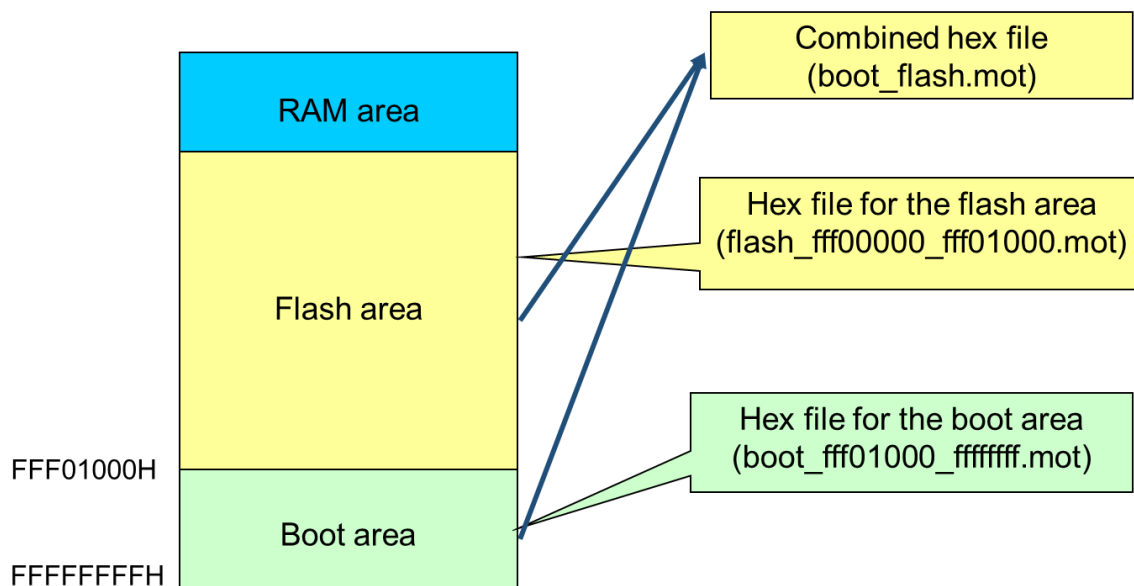 Combined hex file
(boot_flash.mot)
RAM area
Hex file for the flash area
(flash_fff00000_fff01000.mot)
Flash area
Hex file for the boot area
(boot_fff01000_ffffffff.mot)
FFF01000H
Boot area
FFFFFFFFH